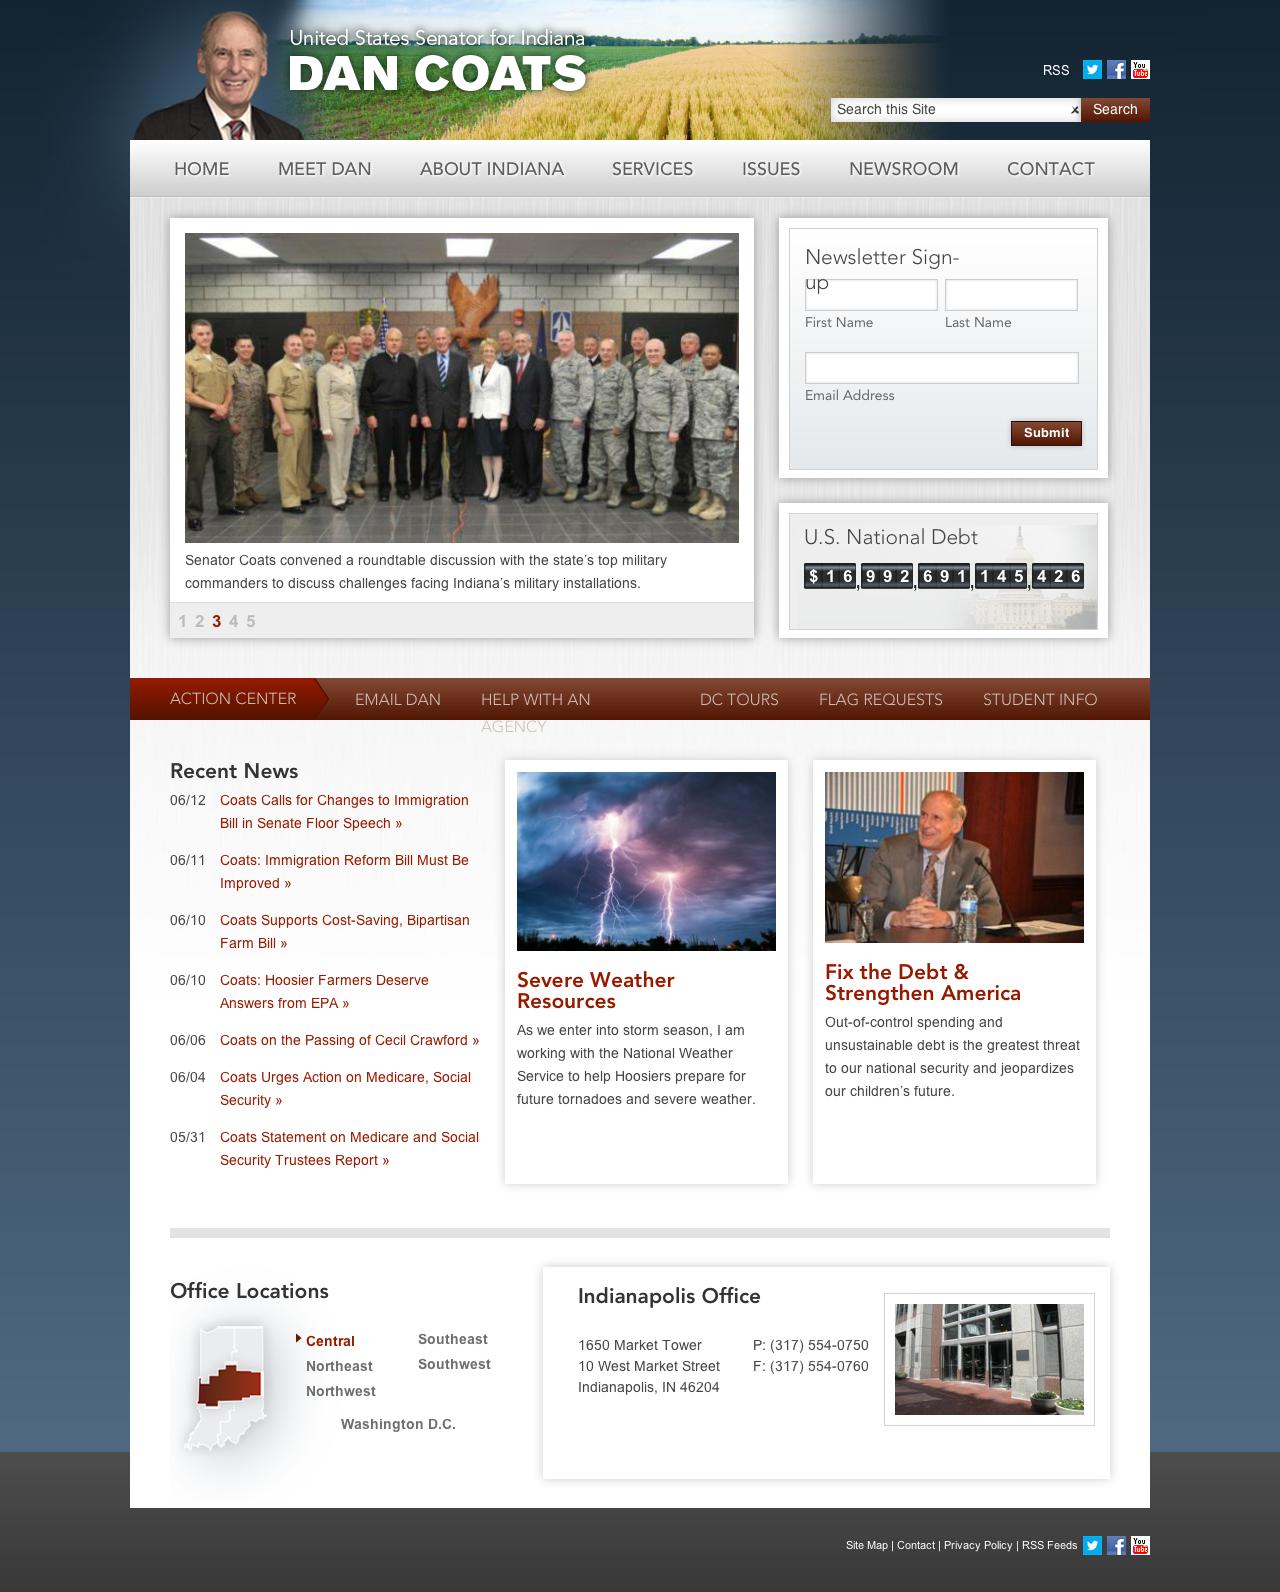 United States Senator for Indiana
DAN COATS
RSS
You
Tube
Search this Site
Search
HOME MEET DAN ABOUT INDIANA SERVICES ISSUES NEWSROOM CONTACT
Senator Coats convened a roundtable discussion with the state's top military
commanders to discuss challenges facing Indiana's military installations.
1 2 3 4 5
Newsletter Sign-
up
First Name
Last Name
Email Address
Submit
U.S. National Debt
$16,992,691,145,426
ACTION CENTER EMAIL DAN HELP WITH AN DC TOURS FLAG REQUESTS STUDENT INFO
AGENCY
Recent News
06/12 Coats Calls for Changes to Immigration
Bill in Senate Floor Speech »
06/11 Coats: Immigration Reform Bill Must Be
Improved »
06/10 Coats Supports Cost-Saving, Bipartisan
Farm Bill »
06/10 Coats: Hoosier Farmers Deserve
Answers from EPA »
06/06 Coats on the Passing of Cecil Crawford »
06/04 Coats Urges Action on Medicare, Social
Security »
05/31 Coats Statement on Medicare and Social
Security Trustees Report »
Severe Weather
Resources
As we enter into storm season, I am
working with the National Weather
Service to help Hoosiers prepare for
future tornadoes and severe weather.
Fix the Debt &
Strengthen America
Out-of-control spending and
unsustainable debt is the greatest threat
to our national security and jeopardizes
our children's future.
Office Locations
Central
Northeast
Northwest
Southeast
Southwest
Washington D.C.
Indianapolis Office
1650 Market Tower
10 West Market Street
Indianapolis, IN 46204
P: (317) 554-0750
F: (317) 554-0760
Site Map | Contact | Privacy Policy | RSS Feeds
You
Tube